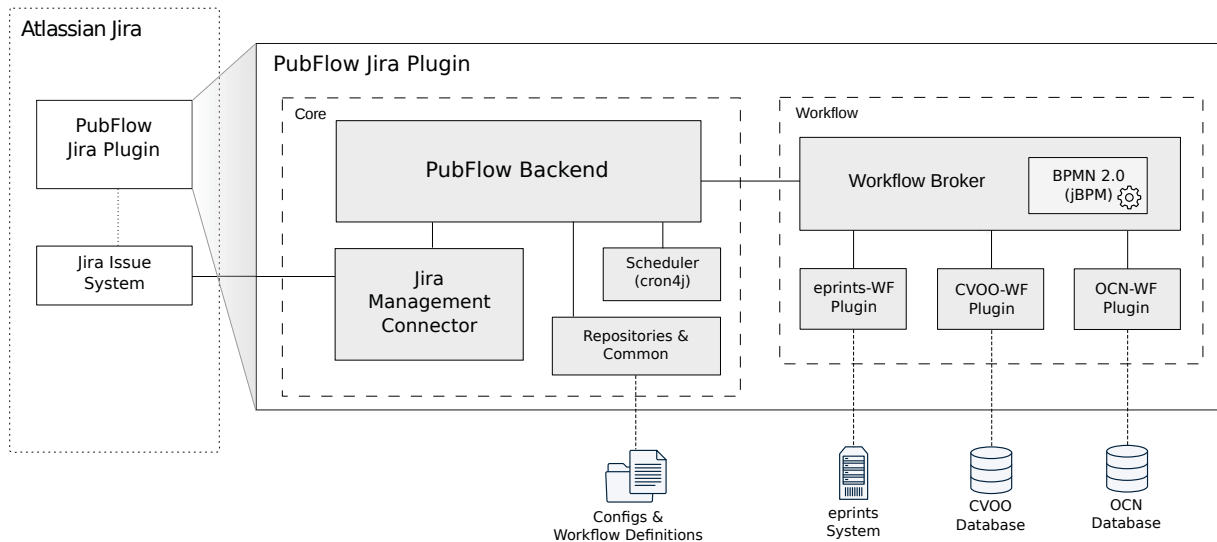 Atlassian Jira
PubFlow
Jira Plugin
Jira Issue
System
PubFlow Jira Plugin
Core
PubFlow Backend
Jira
Management
Connector
Scheduler
(cron4j)
Repositories &
Common
Workflow
Workflow Broker
BPMN 2.0
(jBPM)
eprints-WF
Plugin
CVOO-WF
Plugin
OCN-WF
Plugin
Configs &
Workflow Definitions
eprints
System
CVOO
Database
OCN
Database